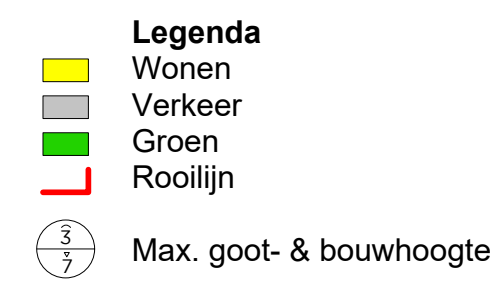 Legenda
Wonen
Verkeer
Groen
Rooilijn
3
7
Max. goot- & bouwhoogte